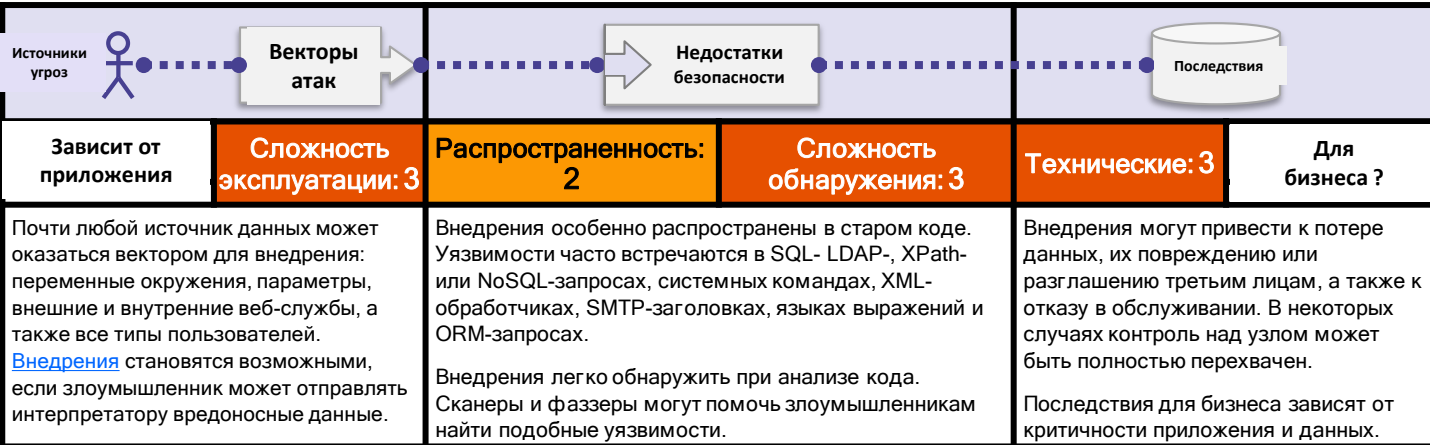 Источники
угроз
Векторы
атак
Недостатки
безопасности
Последствия
Зависит от
приложения
Сложность
эксплуатации: 3
Распространенность:
2
Сложность
обнаружения: 3
Технические: 3
Для
бизнеса ?
Почти любой источник данных может
оказаться вектором для внедрения:
переменные окружения, параметры,
внешние и внутренние веб-службы, а
также все типы пользователей.
Внедрения становятся возможными,
если злоумышленник может отправлять
интерпретатору вредоносные данные.
Внедрения особенно распространены в старом коде.
Уязвимости часто встречаются в SQL- LDAP-, XPath-
или NoSQL-запросах, системных командах, XML-
обработчиках, SMTP-заголовках, языках выражений и
ORM-запросах.
Внедрения легко обнаружить при анализе кода.
Сканеры и фаззеры могут помочь злоумышленникам
найти подобные уязвимости.
Внедрения могут привести к потере
данных, их повреждению или
разглашению третьим лицам, а также к
отказу в обслуживании. В некоторых
случаях контроль над узлом может
быть полностью перехвачен.
Последствия для бизнеса зависят от
критичности приложения и данных.